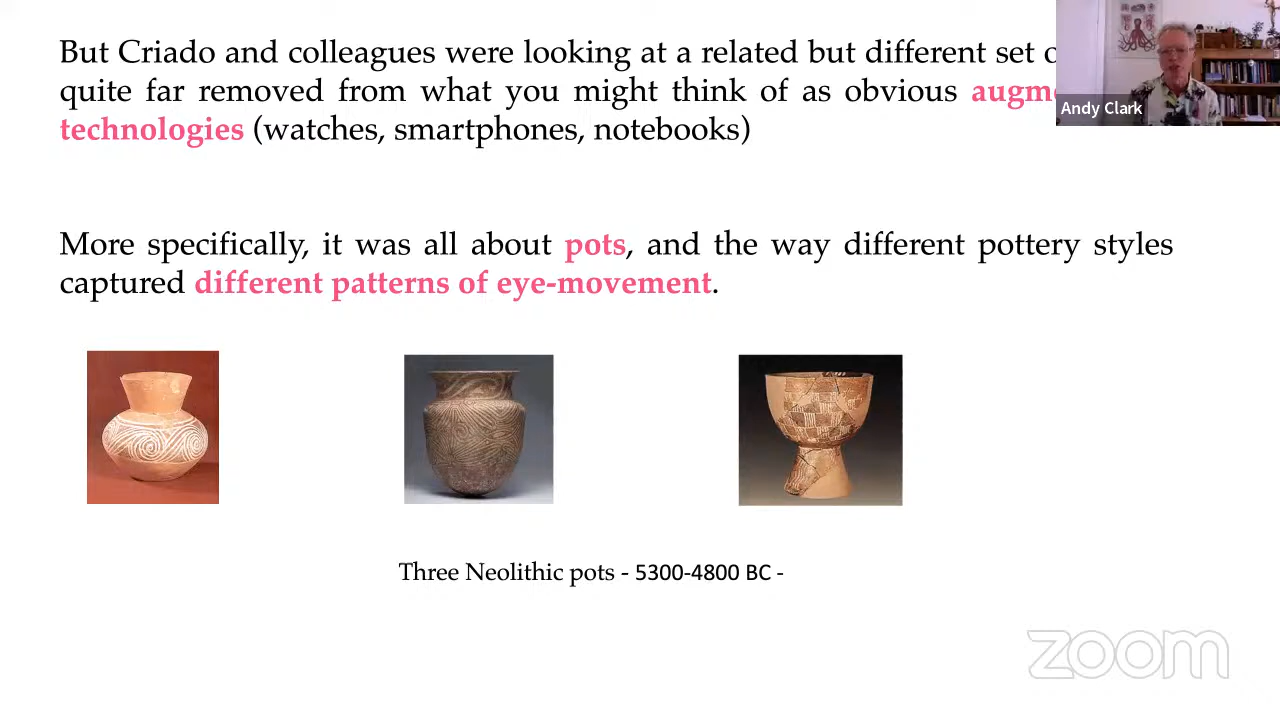 But Criado and colleagues were looking at a related but different set
quite far removed from what you might think of as obvious
technologies (watches, smartphones, notebooks)
Andy Clark
More specifically, it was all about pots, and the way different pottery styles
captured different patterns of eye-movement.
Three Neolithic pots - 5300-4800 BC -
zoom